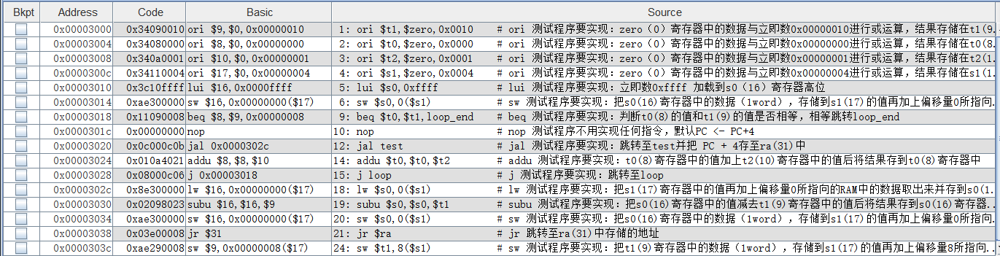 Bkpt Address Code Basic Source
0x00003000 0x34090010 ori $9,$0,0x00000010 1: ori $t1,$zero,0x0010 # ori 测试程序要实现：zero（0）寄存器中的数据与立即数0x00000010进行或运算，结果存储在t1(9.
0x00003004 0x34080000 ori $8,$0,0x00000000 2: ori $t0,$zero,0x0000 # ori 测试程序要实现：zero（0）寄存器中的数据与立即数0x00000000进行或运算，结果存储在t0(8.
0x00003008 0x340a0001 ori $10,$0,0x00000001 3: ori $t2,$zero,0x0001 # ori 测试程序要实现：zero（0）寄存器中的数据与立即数0x00000001进行或运算，结果存储在t2(1.
0x0000300c 0x34110004 ori $17,$0,0x00000004 4: ori $s1,$zero,0x0004 # ori 测试程序要实现：zero（0）寄存器中的数据与立即数0x00000004进行或运算，结果存储在s1(1.
0x00003010 0x3c10ffff lui $16,0x0000ffff 5: lui $s0,0xffff # lui 测试程序要实现：立即数0xffff 加载到s0（16）寄存器高位
0x00003014 0xae300000 sw $16,0x00000000($17) 6: sw $s0,0($s1) # sw 测试程序要实现：把s0(16)寄存器中的数据（1word），存储到s1(17)的值再加上偏移量0所指向.
0x00003018 0x11090008 beq $8,$9,0x00000008 9: beq $t0,$t1,loop_end # beq 测试程序要实现：判断t0(8)的值和t1(9)的值是否相等，相等跳转loop_end
0x0000301c 0x00000000 nop 10: nop # nop 测试程序不用实现任何指令，默认PC <- PC+4
0x00003020 0x0c000c0b jal 0x0000302c 12: jal test # jal 测试程序要实现：跳转至test并把 PC + 4存至ra(31)中
0x00003024 0x010a4021 addu $8,$8,$10 14: addu $t0,$t0,$t2 # addu 测试程序要实现：t0(8)寄存器中的值加上t2(10)寄存器中的值后将结果存到t0(8)寄存器中
0x00003028 0x08000c06 j 0x00003018 15: j loop # j 测试程序要实现：跳转至loop
0x0000302c 0x8e300000 lw $16,0x00000000($17) 18: lw $s0,0($s1) # lw 测试程序要实现：把s1(17)寄存器中的值再加上偏移量0所指向的RAM中的数据取出来并存到s0(1.
0x00003030 0x02098023 subu $16,$16,$9 19: subu $s0,$s0,$t1 # subu 测试程序要实现：把s0(16)寄存器中的值减去t1(9)寄存器中的值后将结果存到s0(16)寄存器..
0x00003034 0xae300000 sw $16,0x00000000($17) 20: sw $s0,0($s1) # sw 测试程序要实现：把s0(16)寄存器中的数据（1word），存储到s1(17)的值再加上偏移量0所指向.
0x00003038 0x03e00008 jr $31 21: jr $ra # jr 跳转至ra(31)中存储的地址
0x0000303c 0xae290008 sw $9,0x00000008($17) 24: sw $t1,8($s1) # sw 测试程序要实现：把t1(9)寄存器中的数据（1word），存储到s1(17)的值再加上偏移量8所指向..